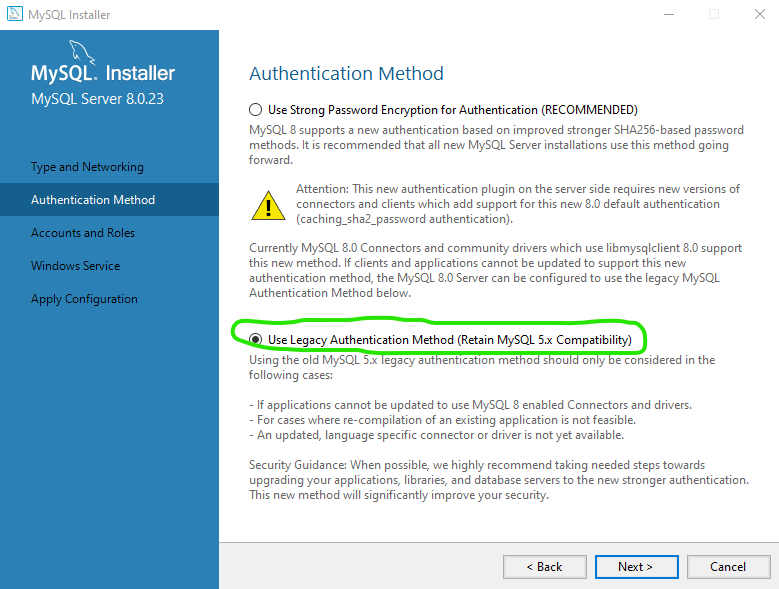 MySQL Installer
MySQL. Installer
MySQL Server 8.0.23
Type and Networking
Authentication Method
Accounts and Roles
Windows Service
Apply Configuration
Authentication Method
Use Strong Password Encryption for Authentication (RECOMMENDED)
MySQL 8 supports a new authentication based on improved stronger SHA256-based password
methods. It is recommended that all new MySQL Server installations use this method going
forward.
Attention: This new authentication plugin on the server side requires new versions of
connectors and clients which add support for this new 8.0 default authentication
(caching_sha2_password authentication).
Currently MySQL 8.0 Connectors and community drivers which use libmysqlclient 8.0 support
this new method. If clients and applications cannot be updated to support this new
authentication method, the MySQL 8.0 Server can be configured to use the legacy MySQL
Authentication Method below.
Use Legacy Authentication Method (Retain MySQL 5.x Compatibility)
Using the old MySQL 5.x legacy authentication method should only be considered in the
following cases:
- If applications cannot be updated to use MySQL 8 enabled Connectors and drivers.
- For cases where re-compilation of an existing application is not feasible.
- An updated, language specific connector or driver is not yet available.
Security Guidance: When possible, we highly recommend taking needed steps towards
upgrading your applications, libraries, and database servers to the new stronger authentication.
This new method will significantly improve your security.
< Back
Next >
Cancel